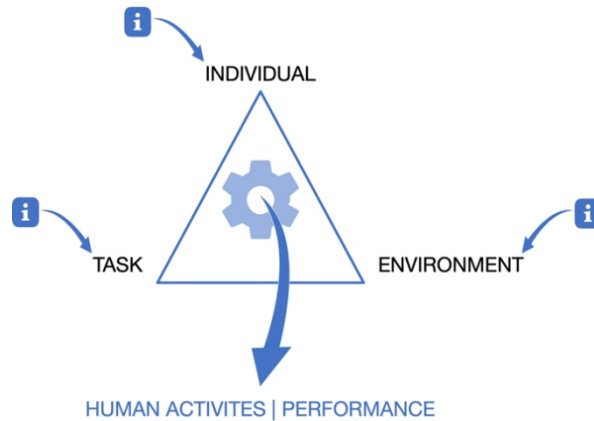 i
INDIVIDUAL
i
i
TASK
ENVIRONMENT
HUMAN ACTIVITES | PERFORMANCE